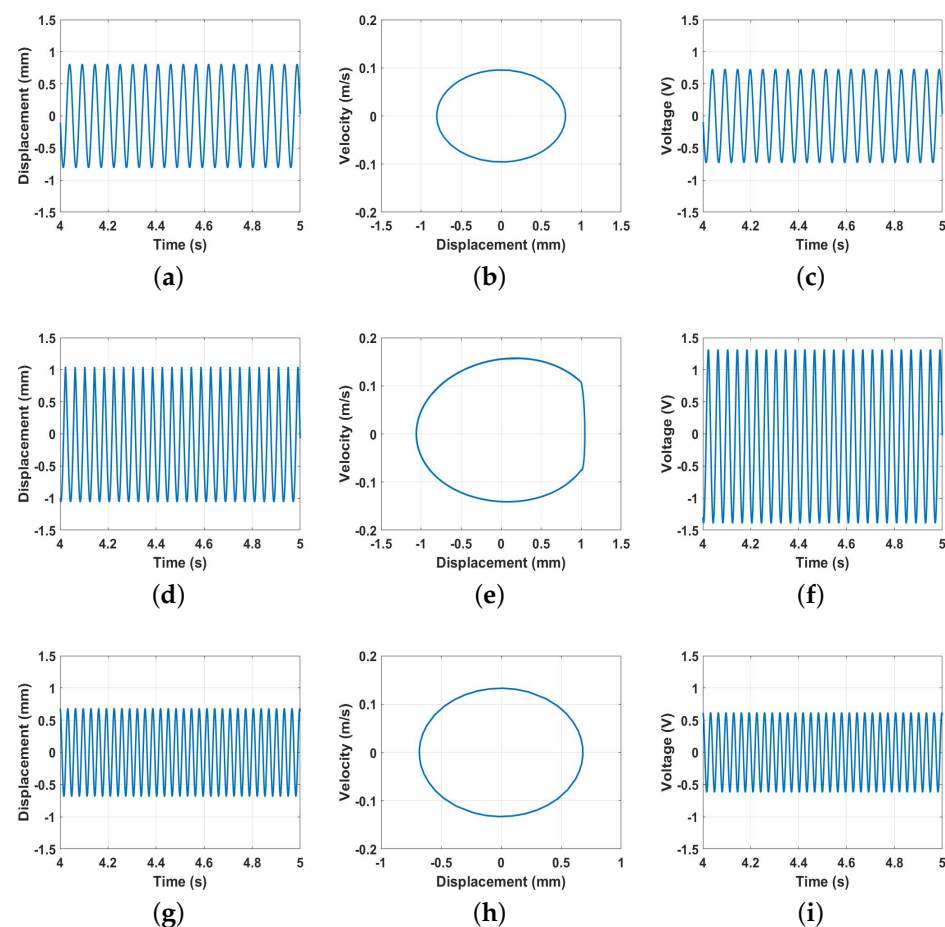 Displacement (mm)
1.5
1
0.5
0
-0.5
-1
-1.5
4 4.2 4.4 4.6 4.8 5
Time (s)
(a)
Velocity (m/s)
0.2
0.1
0
-0.1
-0.2
-1.5 -1 -0.5 0 0.5 1 1.5
Displacement (mm)
(b)
Voltage (V)
1.5
1
0.5
0
-0.5
-1
-1.5
4 4.2 4.4 4.6 4.8 5
Time (s)
(c)
Displacement (mm)
1.5
1
0.5
0
-0.5
-1
-1.5
4 4.2 4.4 4.6 4.8 5
Time (s)
(d)
Velocity (m/s)
0.2
0.1
0
-0.1
-0.2
-1.5 -1 -0.5 0 0.5 1 1.5
Displacement (mm)
(e)
Voltage (V)
1.5
1
0.5
0
-0.5
-1
-1.5
4 4.2 4.4 4.6 4.8 5
Time (s)
(f)
Displacement (mm)
1.5
1
0.5
0
-0.5
-1
-1.5
4 4.2 4.4 4.6 4.8 5
Time (s)
(g)
Velocity (m/s)
0.2
0.1
0
-0.1
-0.2
-1 -0.5 0 0.5 1
Displacement (mm)
(h)
Voltage (V)
1.5
1
0.5
0
-0.5
-1
-1.5
4 4.2 4.4 4.6 4.8 5
Time (s)
(i)